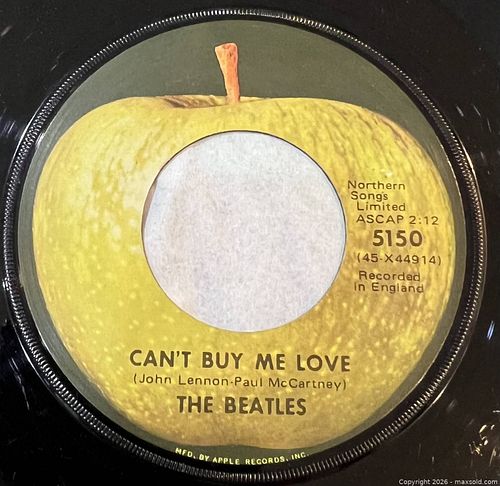 Northern
Songs
Limited
ASCAP 2:12
5150
(45-X44914)
Recorded
In England
CAN'T BUY ME LOVE
(John Lennon-Paul McCartney)
THE BEATLES
MFD. BY APPLE RECORDS, INC.
Copyright 2026 - maxsold.com